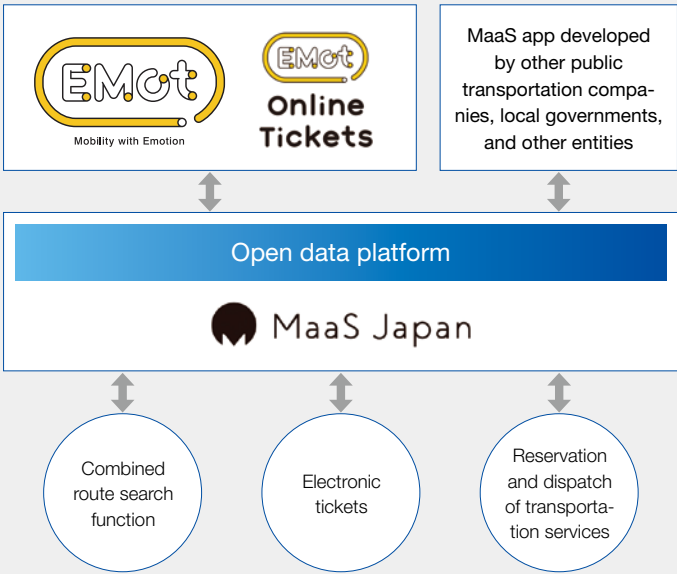 EMot
Mobility with Emotion
EMot
Online
Tickets
MaaS app developed
by other public
transportation compa-
nies, local governments,
and other entities
Open data platform
MaaS Japan
Combined
route search
function
Electronic
tickets
Reservation
and dispatch
of transporta-
tion services